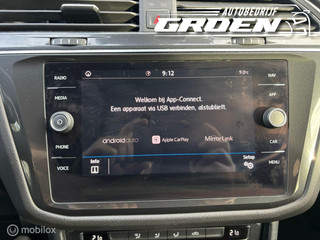 AUTOBEDRIJF
GROEN
RADIO
MEDIA
PHONE
VOICE
9:12
NAV
APP
CAR
MENU
Welkom bij App-Connect.
Een apparaat via USB verbinden, alstublieft.
androidauto
Apple CarPlay
MirrorLink
Info
Setup
© Mijnauto